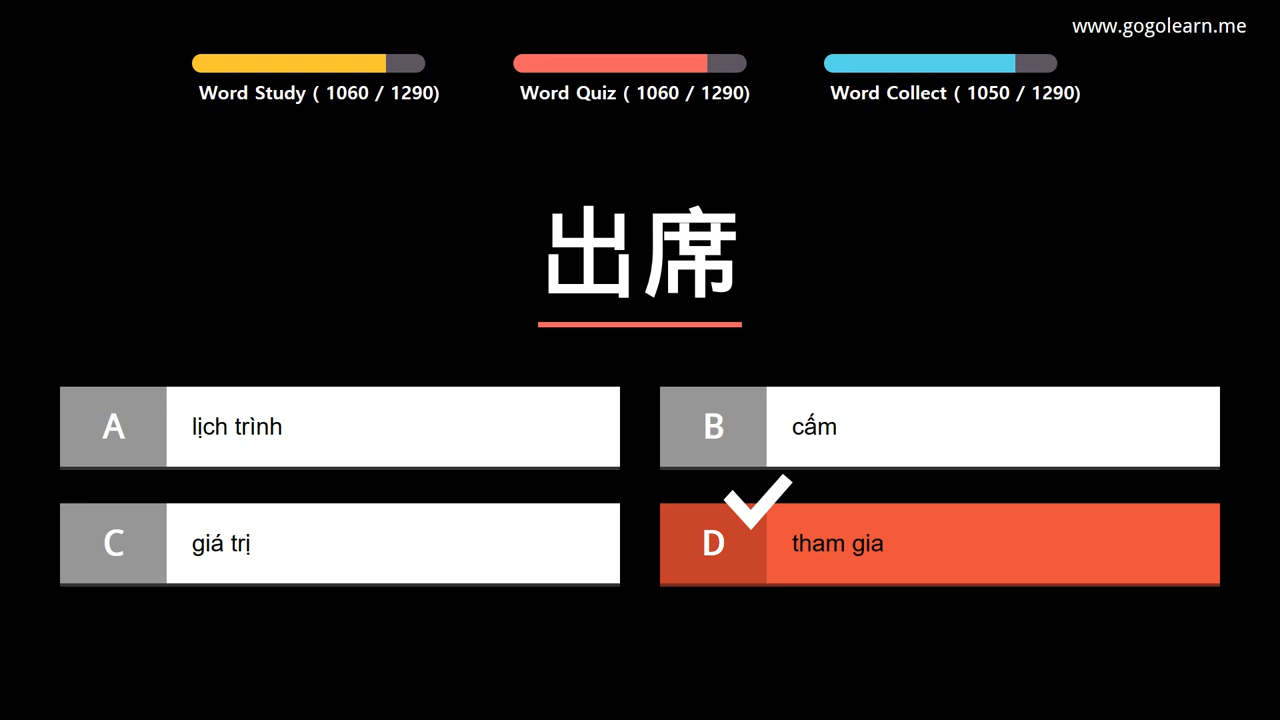 www.gogolearn.me
Word Study ( 1060 / 1290)
Word Quiz ( 1060 / 1290)
Word Collect ( 1050 / 1290)
出席
A
lịch trình
B
cấm
C
giá trị
D
tham gia